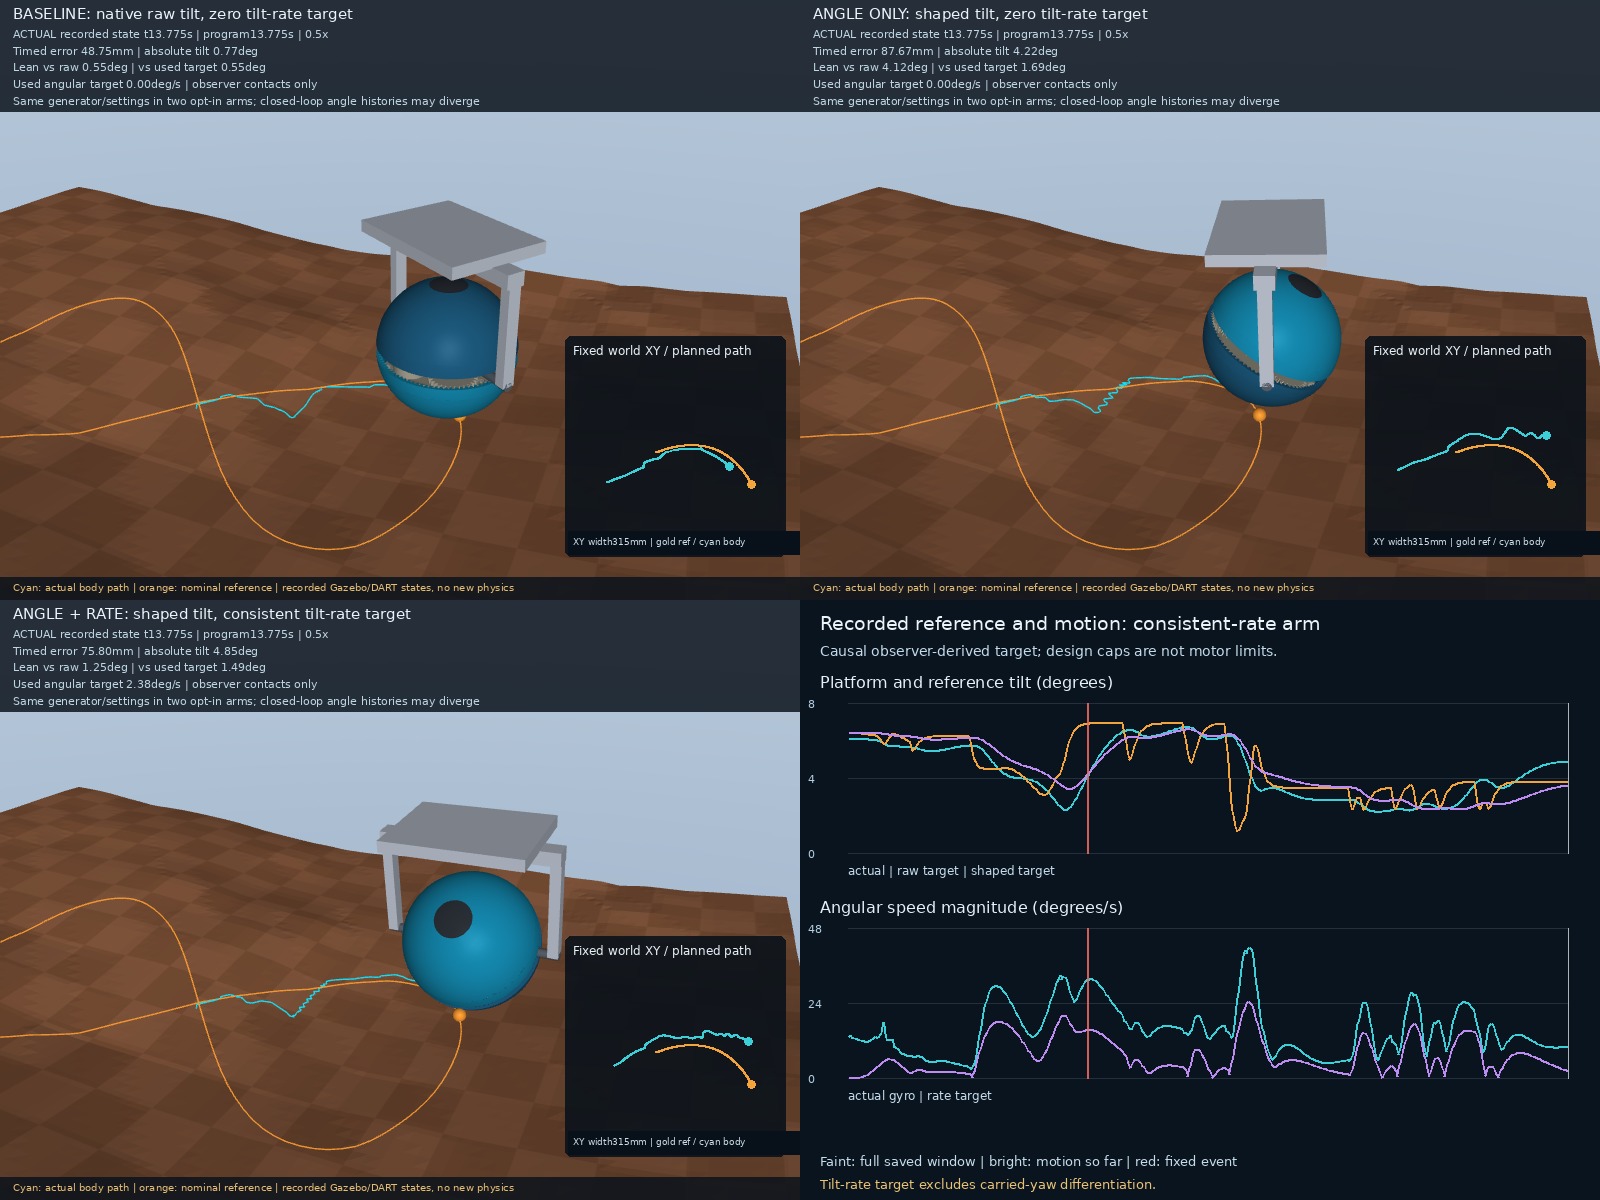 BASELINE: native raw tilt, zero tilt-rate target
ACTUAL recorded state t13.775s | program13.775s | 0.5x
Timed error 48.75mm | absolute tilt 0.77deg
Lean vs raw 0.55deg | vs used target 0.55deg
Used angular target 0.00deg/s | observer contacts only
Same generator/settings in two opt-in arms; closed-loop angle histories may diverge
Fixed world XY / planned path
XY width315mm | gold ref / cyan body
Cyan: actual body path | orange: nominal reference | recorded Gazebo/DART states, no new physics
ANGLE ONLY: shaped tilt, zero tilt-rate target
ACTUAL recorded state t13.775s | program13.775s | 0.5x
Timed error 87.67mm | absolute tilt 4.22deg
Lean vs raw 4.12deg | vs used target 1.69deg
Used angular target 0.00deg/s | observer contacts only
Same generator/settings in two opt-in arms; closed-loop angle histories may diverge
Fixed world XY / planned path
XY width315mm | gold ref / cyan body
Cyan: actual body path | orange: nominal reference | recorded Gazebo/DART states, no new physics
ANGLE + RATE: shaped tilt, consistent tilt-rate target
ACTUAL recorded state t13.775s | program13.775s | 0.5x
Timed error 75.80mm | absolute tilt 4.85deg
Lean vs raw 1.25deg | vs used target 1.49deg
Used angular target 2.38deg/s | observer contacts only
Same generator/settings in two opt-in arms; closed-loop angle histories may diverge
Fixed world XY / planned path
XY width315mm | gold ref / cyan body
Cyan: actual body path | orange: nominal reference | recorded Gazebo/DART states, no new physics
Recorded reference and motion: consistent-rate arm
Causal observer-derived target; design caps are not motor limits.
Platform and reference tilt (degrees)
8
4
0
actual | raw target | shaped target
Angular speed magnitude (degrees/s)
48
24
0
actual gyro | rate target
Faint: full saved window | bright: motion so far | red: fixed event
Tilt-rate target excludes carried-yaw differentiation.